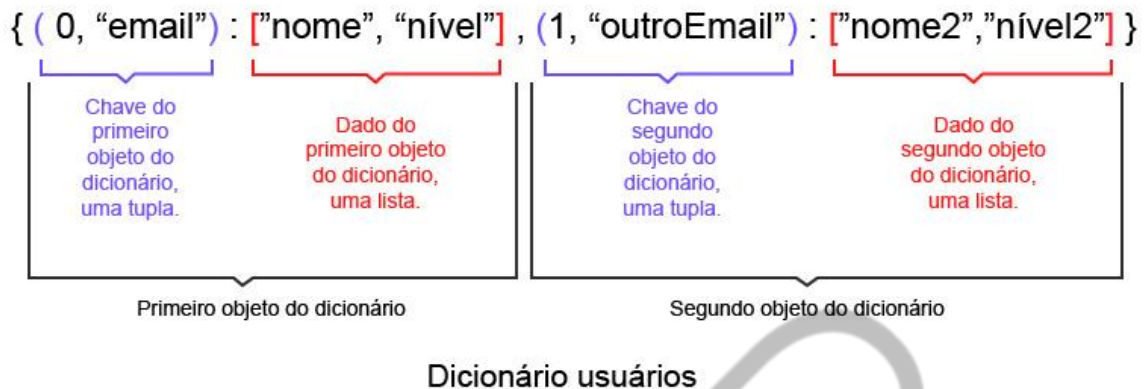 { ( 0, “email”) : [”nome”, “nível”] , (1, “outroEmail”) : [”nome2”,”nível2”] }
Chave do
primeiro
objeto do
dicionário,
uma tupla.
Dado do
primeiro objeto
do dicionário,
uma lista.
Chave do
segundo
objeto do
dicionário,
uma tupla.
Dado do
segundo objeto
do dicionário,
uma lista.
Primeiro objeto do dicionário
Segundo objeto do dicionário
Dicionário usuários